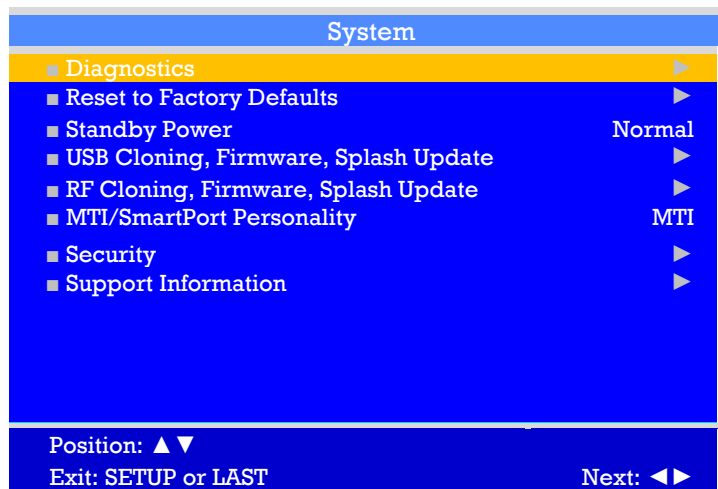 System
■ Diagnostics ►
■ Reset to Factory Defaults ►
■ Standby Power Normal
■ USB Cloning, Firmware, Splash Update ►
■ RF Cloning, Firmware, Splash Update ►
■ MTI/SmartPort Personality MTI
■ Security ►
■ Support Information ►
Position: ▲▼
Exit: SETUP or LAST Next: ◄►